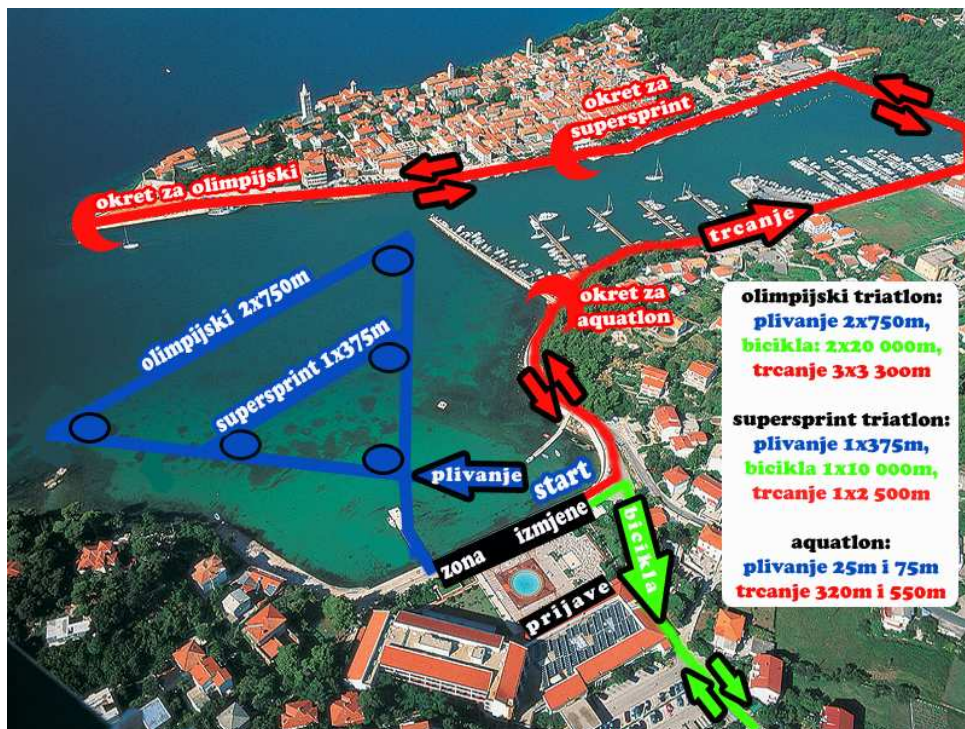 okret za
supersprint
okret za olimpijski
trcanje
okret za
aquatlon
olimpijski 2x750m
supersprint 1x375m
plivanje
start
zona izmjene
bicikla
prijave
olimpijski triatlon:
plivanje 2x750m,
bicikla: 2x20 000m,
trcanje 3x3 300m
supersprint triatlon:
plivanje 1x375m,
bicikla 1x10 000m,
trcanje 1x2 500m
aquatlon:
plivanje 25m i 75m
trcanje 320m i 550m